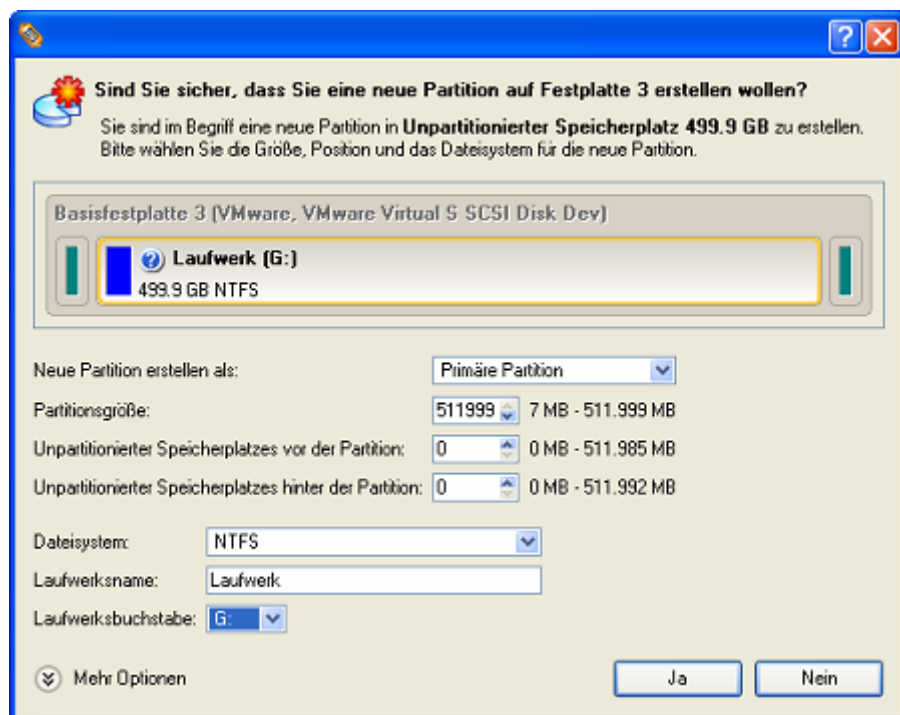 Sind Sie sicher, dass Sie eine neue Partition auf Festplatte 3 erstellen wollen?
Sie sind im Begriff eine neue Partition in Unpartitionierter Speicherplatz 499.9 GB zu erstellen.
Bitte wählen Sie die Größe, Position und das Dateisystem für die neue Partition.
Basisfestplatte 3 (VMware, VMware Virtual S SCSI Disk Dev)
Laufwerk (G:)
499.9 GB NTFS
Neue Partition erstellen als: Primäre Partition
Partitionsgröße: 511999 7 MB - 511.999 MB
Unpartitionierter Speicherplatzes vor der Partition: 0 0 MB - 511.985 MB
Unpartitionierter Speicherplatzes hinter der Partition: 0 0 MB - 511.992 MB
Dateisystem: NTFS
Laufwerksname: Laufwerk
Laufwerksbuchstabe: G:
Mehr Optionen Ja Nein